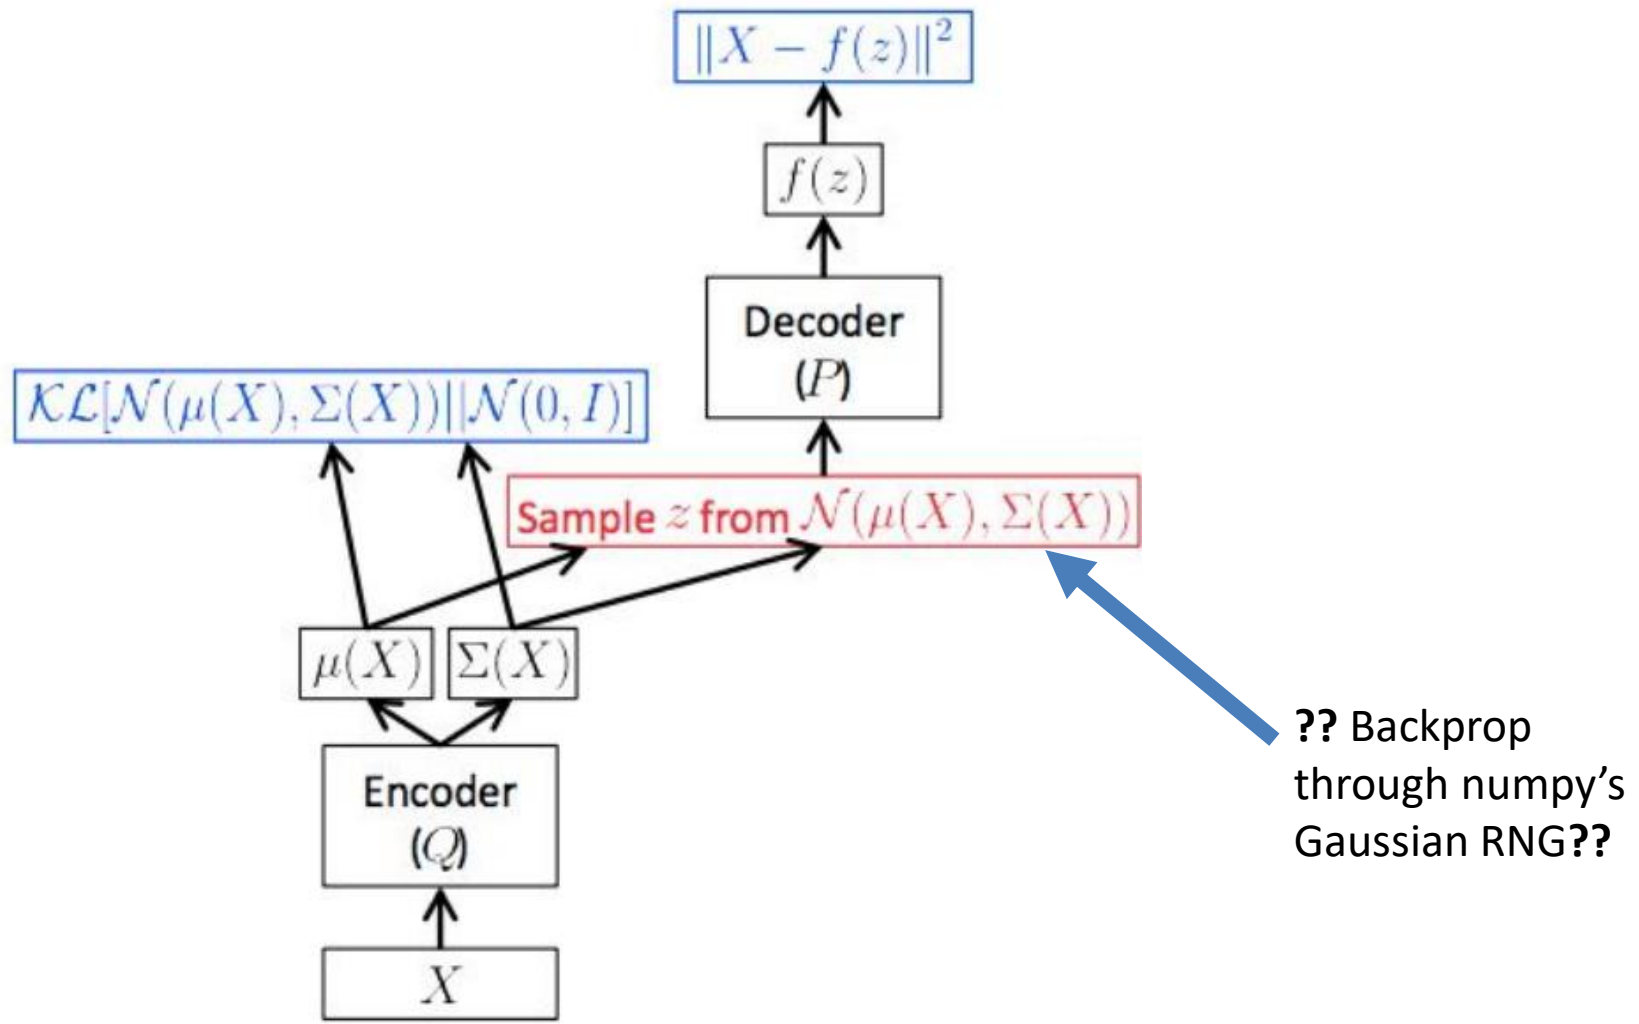 ‖X − f(z)‖²
f(z)
Decoder
(P)
𝒦ℒ[𝒩(μ(X), Σ(X))||𝒩(0, I)]
Sample z from 𝒩(μ(X), Σ(X))
μ(X)
Σ(X)
?? Backprop
through numpy’s
Gaussian RNG??
Encoder
(Q)
X